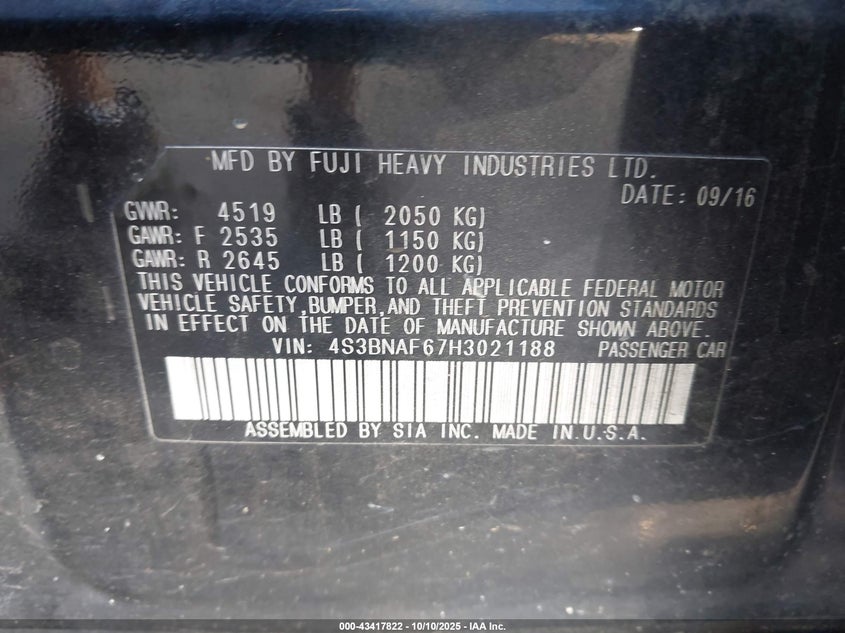 MFD BY FUJI HEAVY INDUSTRIES LTD.
DATE: 09/16
GVWR: 4519 LB ( 2050 KG)
GAWR: F 2535 LB ( 1150 KG)
GAWR: R 2645 LB ( 1200 KG)
THIS VEHICLE CONFORMS TO ALL APPLICABLE FEDERAL MOTOR
VEHICLE SAFETY, BUMPER, AND THEFT PREVENTION STANDARDS
IN EFFECT ON THE DATE OF MANUFACTURE SHOWN ABOVE.
VIN: 4S3BNAF67H3021188 PASSENGER CAR
ASSEMBLED BY SIA INC. MADE IN U.S.A.
000-43417822 - 10/10/2025 - IAA Inc.